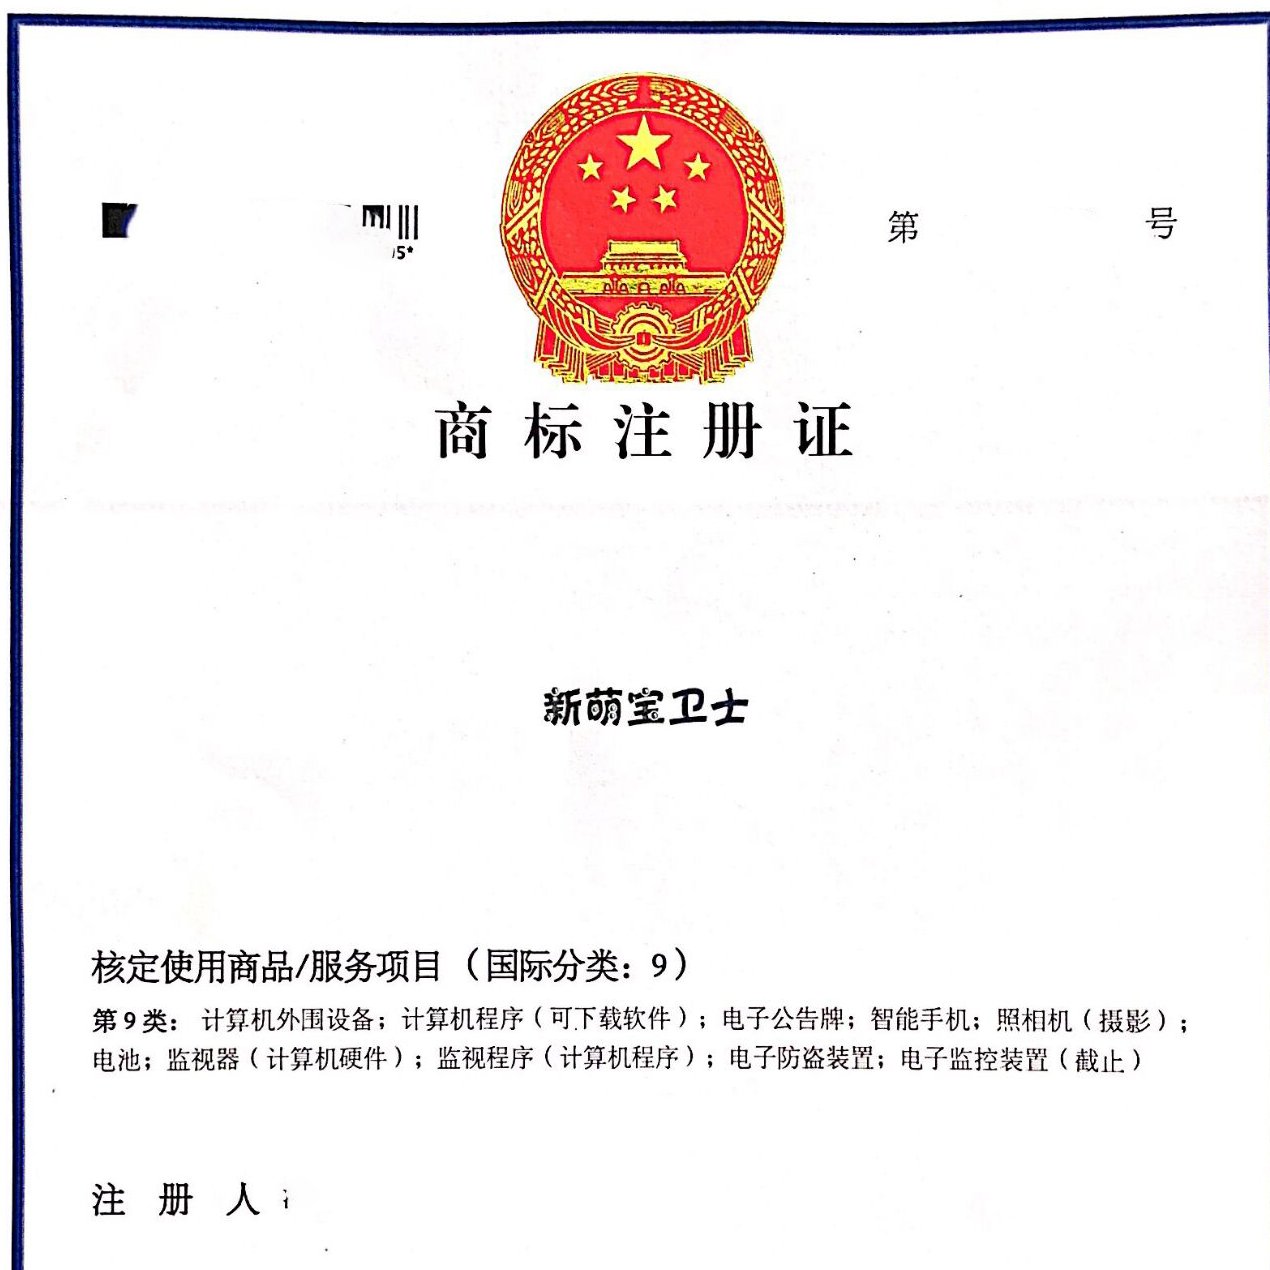 5*
第 号
商标注册证
新萌宝卫士
核定使用商品/服务项目（国际分类：9）
第9类：计算机外围设备；计算机程序（可下载软件）；电子公告牌；智能手机；照相机（摄影）；
电池；监视器（计算机硬件）；监视程序（计算机程序）；电子防盗装置；电子监控装置（截止）
注册人